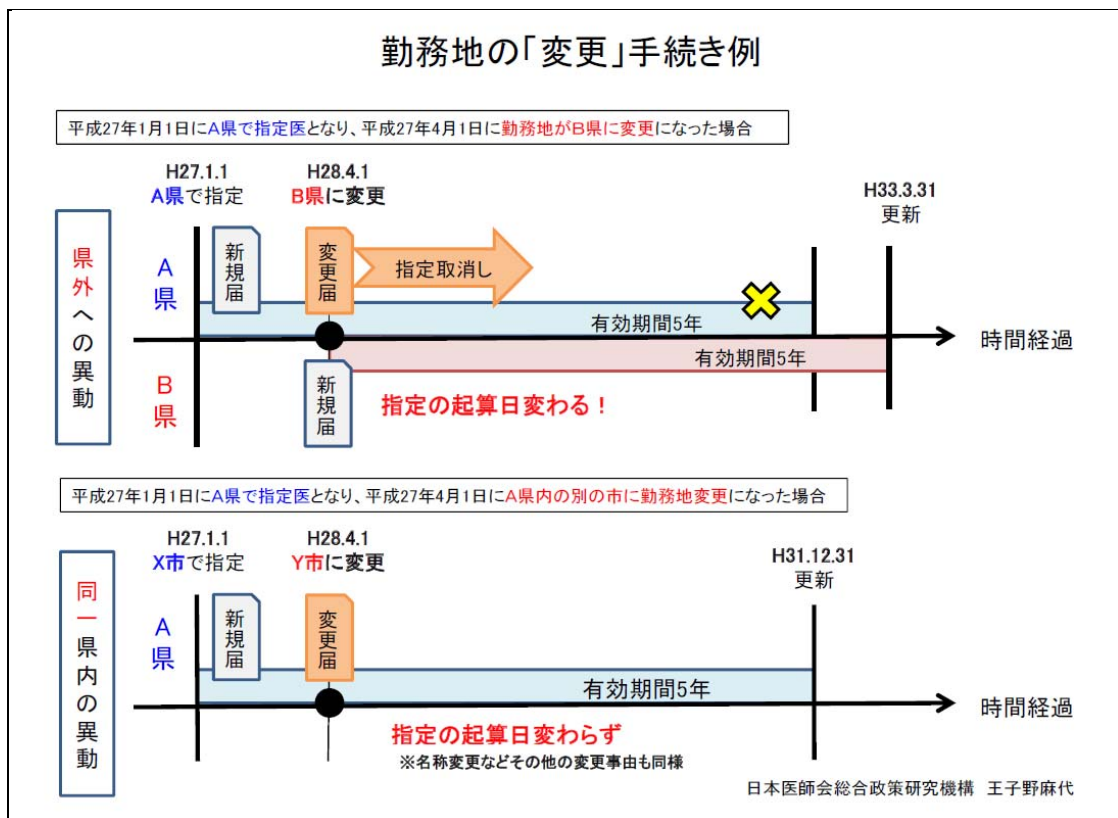 勤務地の「変更」手続き例
平成27年1月1日にA県で指定医となり、平成27年4月1日に勤務地がB県に変更になった場合
H27.1.1
A県で指定
H28.4.1
B県に変更
H33.3.31
更新
県外への異動
A県
新規届
変更届
指定取消し
有効期間5年
時間経過
有効期間5年
B県
新規届
指定の起算日変わる！
平成27年1月1日にA県で指定医となり、平成27年4月1日にA県内の別の市に勤務地変更になった場合
H27.1.1
X市で指定
H28.4.1
Y市に変更
H31.12.31
更新
同一県内の異動
A県
新規届
変更届
有効期間5年
時間経過
指定の起算日変わらず
※名称変更などその他の変更事由も同様
日本医師会総合政策研究機構 王子野麻代